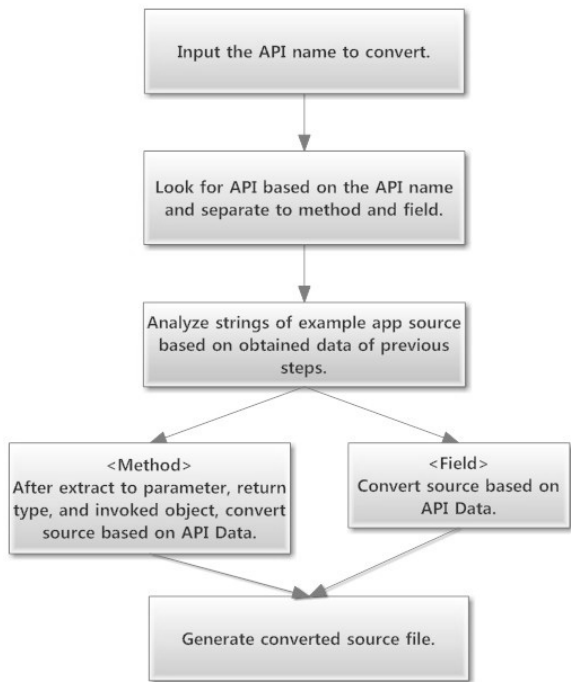 Input the API name to convert.
Look for API based on the API name
and separate to method and field.
Analyze strings of example app source
based on obtained data of previous
steps.
<Method>
After extract to parameter, return
type, and invoked object, convert
source based on API Data.
<Field>
Convert source based on
API Data.
Generate converted source file.